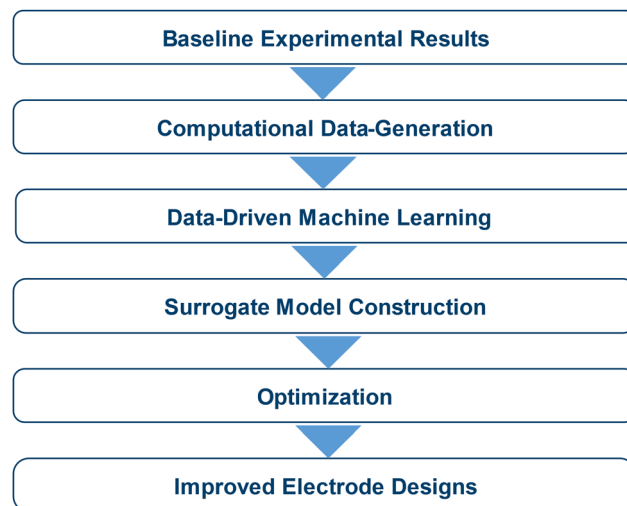 Baseline Experimental Results
Computational Data-Generation
Data-Driven Machine Learning
Surrogate Model Construction
Optimization
Improved Electrode Designs